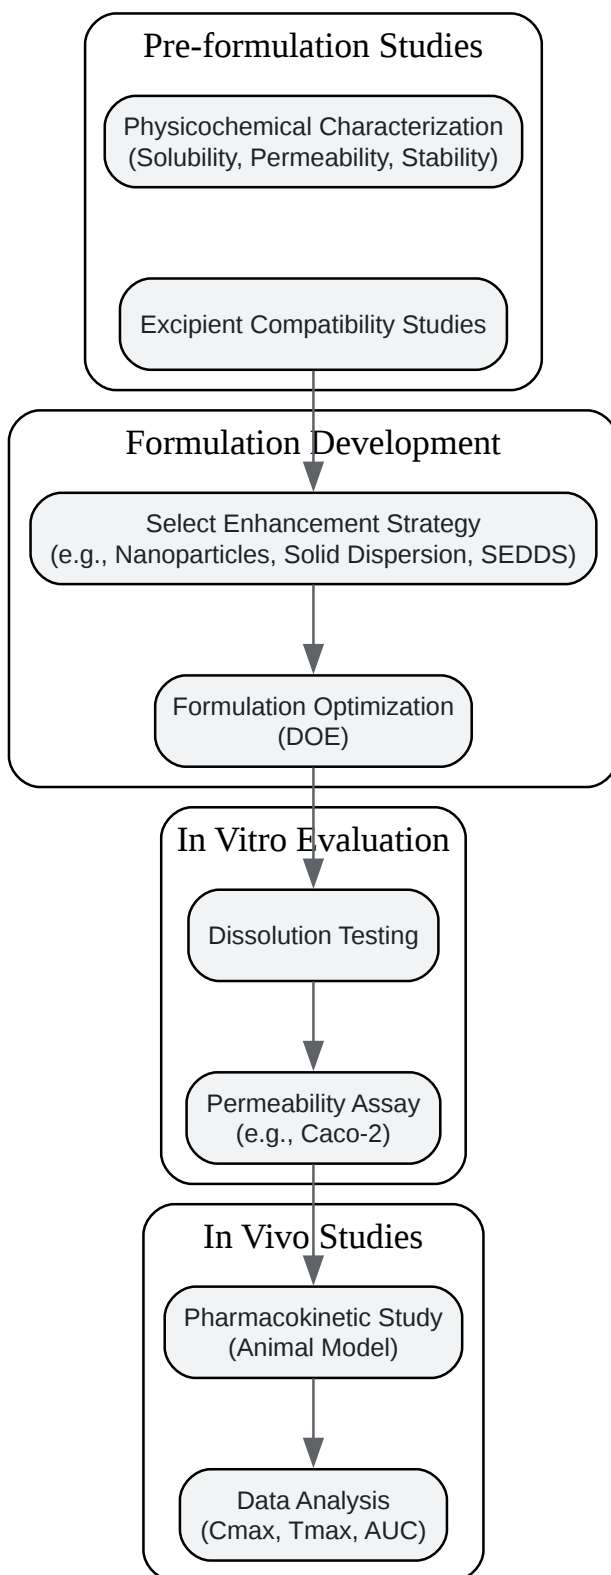 Pre-formulation Studies
Physicochemical Characterization
(Solubility, Permeability, Stability)
Excipient Compatibility Studies
Formulation Development
Select Enhancement Strategy
(e.g., Nanoparticles, Solid Dispersion, SEDDS)
Formulation Optimization
(DOE)
In Vitro Evaluation
Dissolution Testing
Permeability Assay
(e.g., Caco-2)
In Vivo Studies
Pharmacokinetic Study
(Animal Model)
Data Analysis
(Cmax, Tmax, AUC)